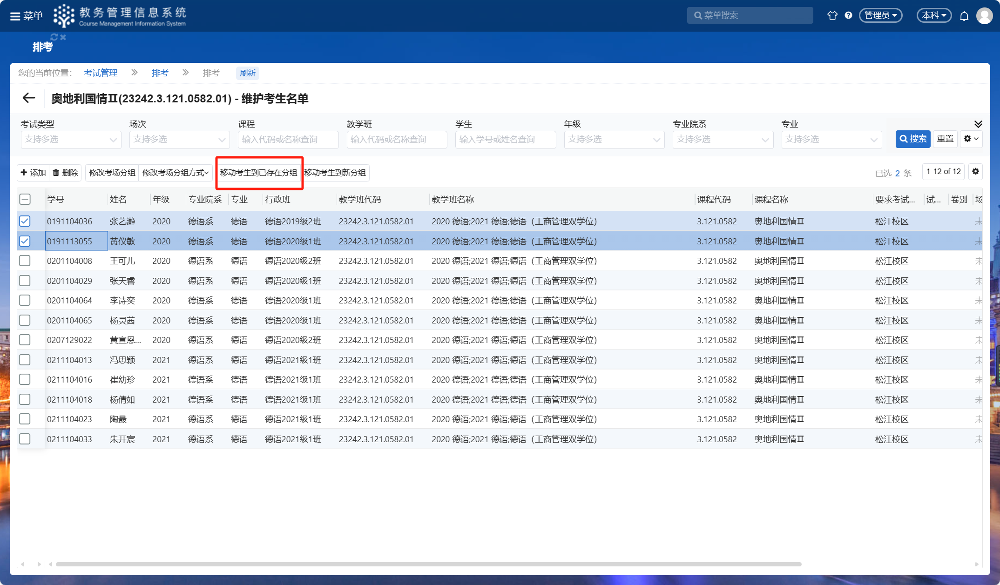 菜单 教务管理信息系统 菜单搜索 管理员 本科
Course Management Information System
排考
您的当前位置： 考试管理 排考 排考 刷新
奥地利国情Ⅱ(23242.3.121.0582.01) - 维护考生名单
考试类型 场次 课程 教学班 学生 年级 专业院系 专业
支持多选 支持多选 输入代码或名称查询 输入代码或名称查询 输入学号或姓名查询 支持多选 支持多选 支持多选 搜索 重置
添加 删除 修改考场分组 修改考场分组方式 移动考生到已存在分组 移动考生到新分组 已选 2 条 1-12 of 12
学号 姓名 年级 专业院系 专业 行政班 教学班代码 教学班名称 课程代码 课程名称 要求考试... 试... 卷别 场
0191104036 张艺瀞 2020 德语系 德语 德语2019级2班 23242.3.121.0582.01 2020 德语;2021 德语;德语（工商管理双学位） 3.121.0582 奥地利国情Ⅱ 松江校区 未
0191113055 黄仪敏 2020 德语系 德语 德语2020级1班 23242.3.121.0582.01 2020 德语;2021 德语;德语（工商管理双学位） 3.121.0582 奥地利国情Ⅱ 松江校区 未
0201104008 王可儿 2020 德语系 德语 德语2020级2班 23242.3.121.0582.01 2020 德语;2021 德语;德语（工商管理双学位） 3.121.0582 奥地利国情Ⅱ 松江校区 未
0201104029 张天睿 2020 德语系 德语 德语2020级1班 23242.3.121.0582.01 2020 德语;2021 德语;德语（工商管理双学位） 3.121.0582 奥地利国情Ⅱ 松江校区 未
0201104064 李诗奕 2020 德语系 德语 德语2020级1班 23242.3.121.0582.01 2020 德语;2021 德语;德语（工商管理双学位） 3.121.0582 奥地利国情Ⅱ 松江校区 未
0201104065 杨灵茜 2020 德语系 德语 德语2020级1班 23242.3.121.0582.01 2020 德语;2021 德语;德语（工商管理双学位） 3.121.0582 奥地利国情Ⅱ 松江校区 未
0207129022 黄宣恩... 2020 德语系 德语 德语2020级2班 23242.3.121.0582.01 2020 德语;2021 德语;德语（工商管理双学位） 3.121.0582 奥地利国情Ⅱ 松江校区 未
0211104013 冯思颖 2021 德语系 德语 德语2021级1班 23242.3.121.0582.01 2020 德语;2021 德语;德语（工商管理双学位） 3.121.0582 奥地利国情Ⅱ 松江校区 未
0211104016 崔幼珍 2021 德语系 德语 德语2021级1班 23242.3.121.0582.01 2020 德语;2021 德语;德语（工商管理双学位） 3.121.0582 奥地利国情Ⅱ 松江校区 未
0211104018 杨倩如 2021 德语系 德语 德语2021级1班 23242.3.121.0582.01 2020 德语;2021 德语;德语（工商管理双学位） 3.121.0582 奥地利国情Ⅱ 松江校区 未
0211104023 陶最 2021 德语系 德语 德语2021级1班 23242.3.121.0582.01 2020 德语;2021 德语;德语（工商管理双学位） 3.121.0582 奥地利国情Ⅱ 松江校区 未
0211104033 朱开宸 2021 德语系 德语 德语2021级1班 23242.3.121.0582.01 2020 德语;2021 德语;德语（工商管理双学位） 3.121.0582 奥地利国情Ⅱ 松江校区 未